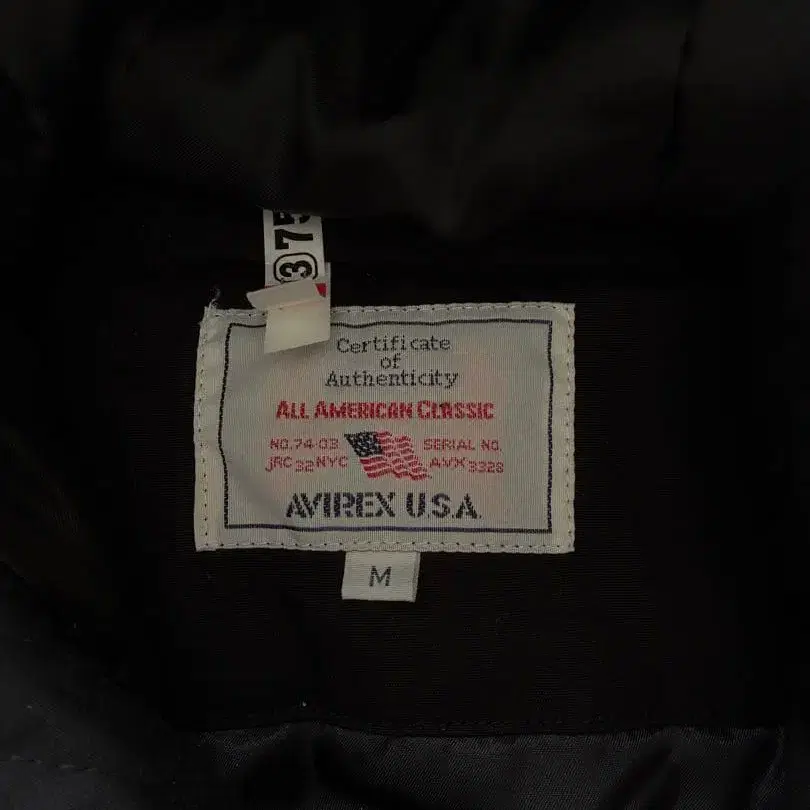 ③75
Certificate
of
Authenticity
ALL AMERICAN CLASSIC
NO. 74-03 SERIAL NO.
JRC 32 NYC AVX 3328
AVIREX U.S.A.
M